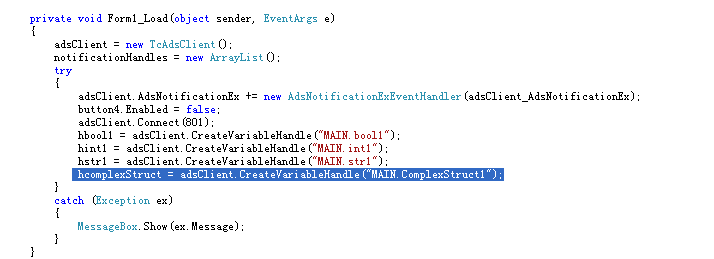 private void Form1_Load(object sender, EventArgs e)
{
adsClient = new TcAdsClient();
notificationHandles = new ArrayList();
try
{
adsClient.AdsNotificationEx += new AdsNotificationExEventHandler(adsClient_AdsNotificationEx);
button4.Enabled = false;
adsClient.Connect(801);
hbool1 = adsClient.CreateVariableHandle("MAIN.bool1");
hint1 = adsClient.CreateVariableHandle("MAIN.int1");
hstr1 = adsClient.CreateVariableHandle("MAIN.str1");
hcomplexStruct = adsClient.CreateVariableHandle("MAIN.ComplexStruct1");
}
catch (Exception ex)
{
MessageBox.Show(ex.Message);
}
}